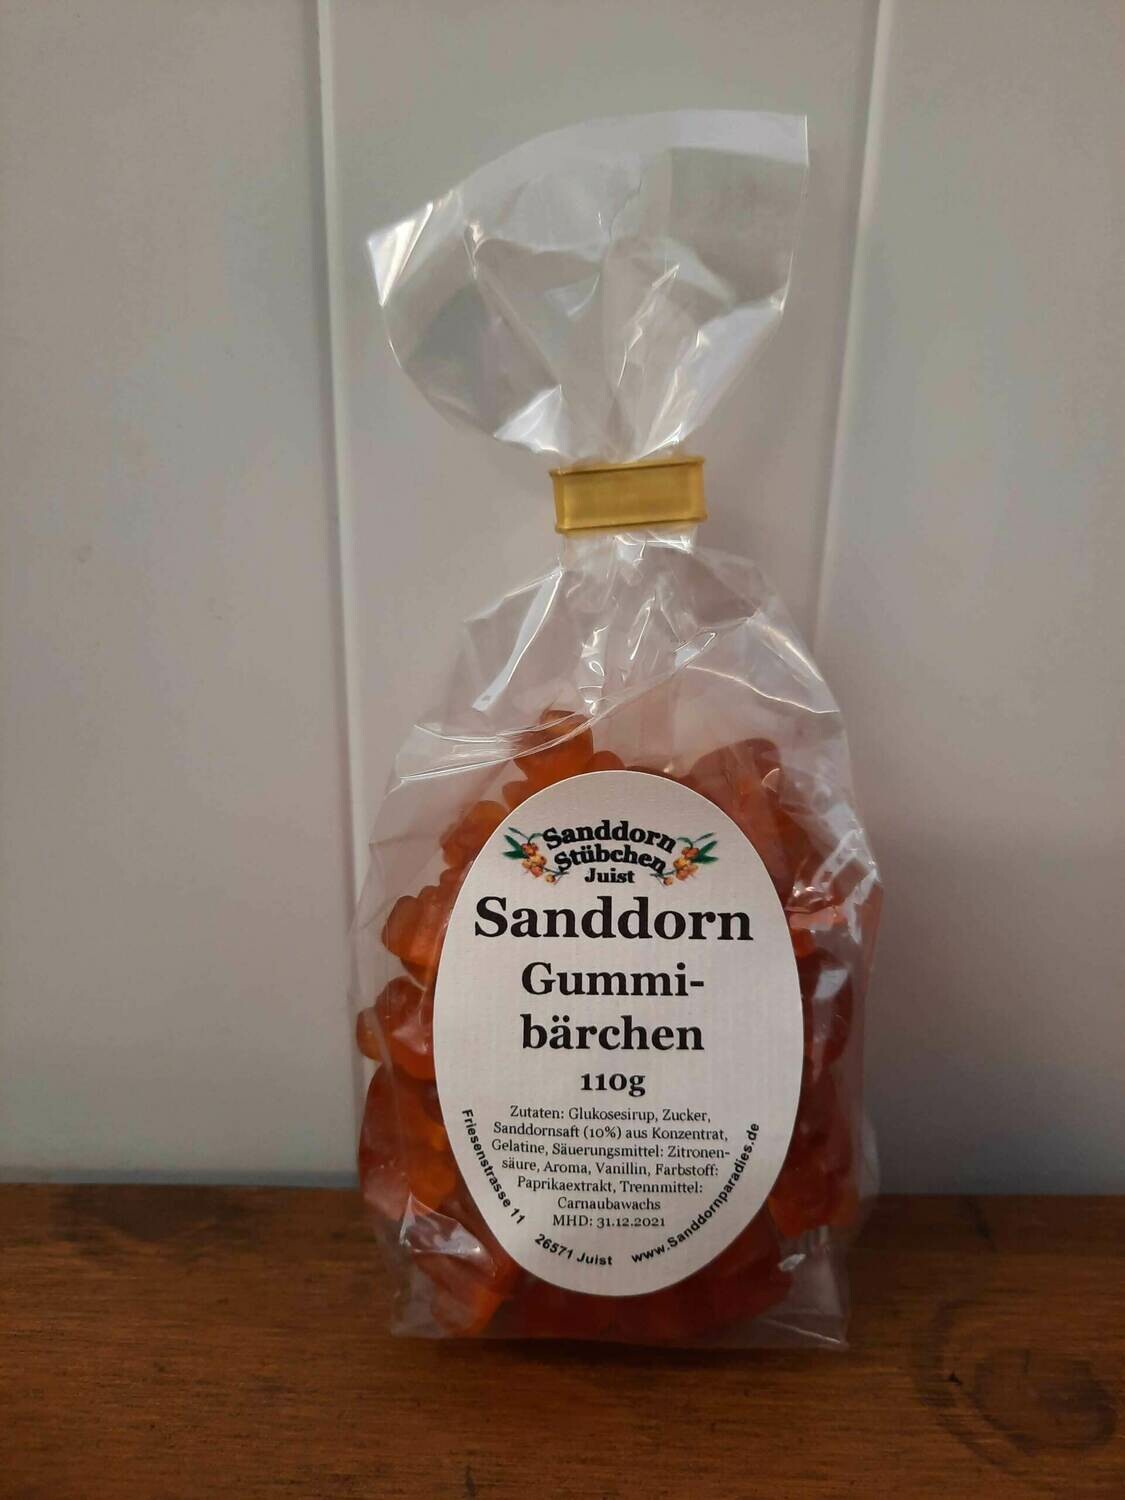 Sanddorn
Stübchen
Juist
Sanddorn
Gummi-
bärchen
110g
Zutaten: Glukosesirup, Zucker,
Sanddornsaft (10%) aus Konzentrat,
Gelatine, Säuerungsmittel: Zitronen-
säure, Aroma, Vanillin, Farbstoff:
Paprikaextrakt, Trennmittel:
Carnaubawachs
MHD: 31.12.2021
Friesenstrasse 11
26571 Juist
www.Sanddornparadies.de